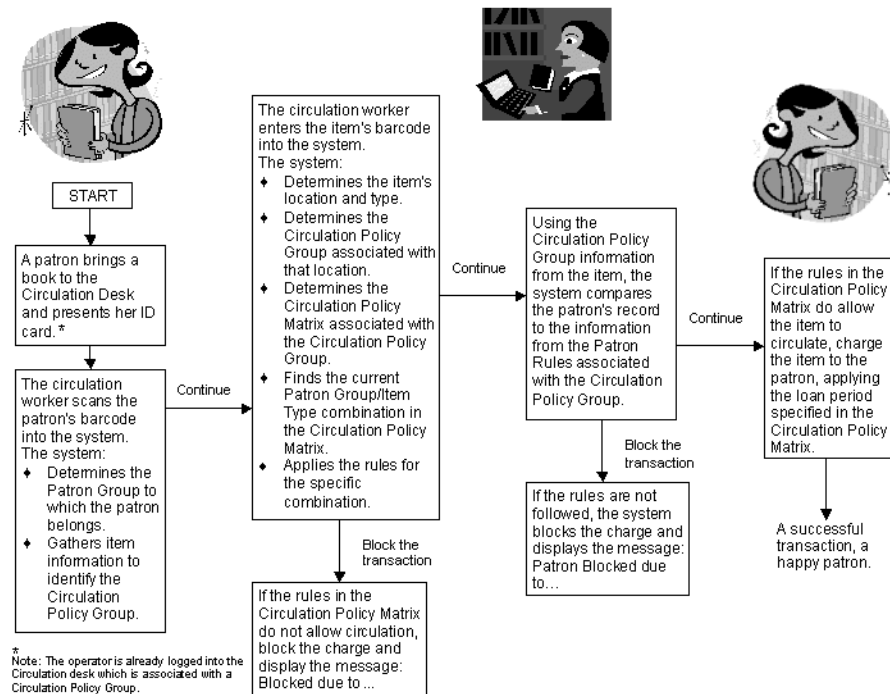 START
A patron brings a
book to the
Circulation Desk
and presents her ID
card.*
The circulation
worker scans the
patron's barcode
into the system.
The system:
♦ Determines the
Patron Group to
which the patron
belongs.
♦ Gathers item
information to
identify the
Circulation
Policy Group.
*
Note: The operator is already logged into the
Circulation desk which is associated with a
Circulation Policy Group.
Continue
The circulation worker
enters the item's barcode
into the system.
The system:
♦ Determines the item's
location and type.
♦ Determines the
Circulation Policy
Group associated with
that location.
♦ Determines the
Circulation Policy
Matrix associated with
the Circulation Policy
Group.
♦ Finds the current
Patron Group/Item
Type combination in
the Circulation Policy
Matrix.
♦ Applies the rules for
the specific
combination.
Block the
transaction
If the rules in the
Circulation Policy Matrix
do not allow circulation,
block the charge and
display the message:
Blocked due to ...
Continue
Using the
Circulation Policy
Group information
from the item, the
system compares
the patron's record
to the information
from the Patron
Rules associated
with the Circulation
Policy Group.
Block the
transaction
If the rules are not
followed, the system
blocks the charge and
displays the message:
Patron Blocked due
to...
Continue
If the rules in the
Circulation Policy
Matrix do allow
the item to
circulate, charge
the item to the
patron, applying
the loan period
specified in the
Circulation Policy
Matrix.
A successful
transaction, a
happy patron.